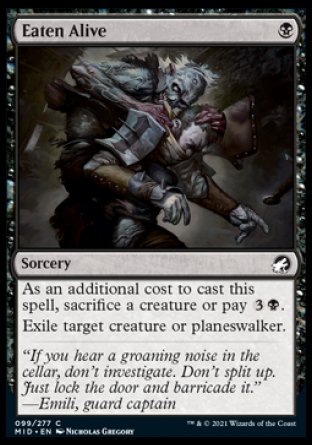 Eaten Alive
Sorcery
As an additional cost to cast this
spell, sacrifice a creature or pay 3.
Exile target creature or planeswalker.
"If you hear a groaning noise in the
cellar, don't investigate. Don't split up.
Just lock the door and barricade it."
—Emili, guard captain
099/277 C
MID • EN NICHOLAS GREGORY
™ & © 2021 Wizards of the Coast